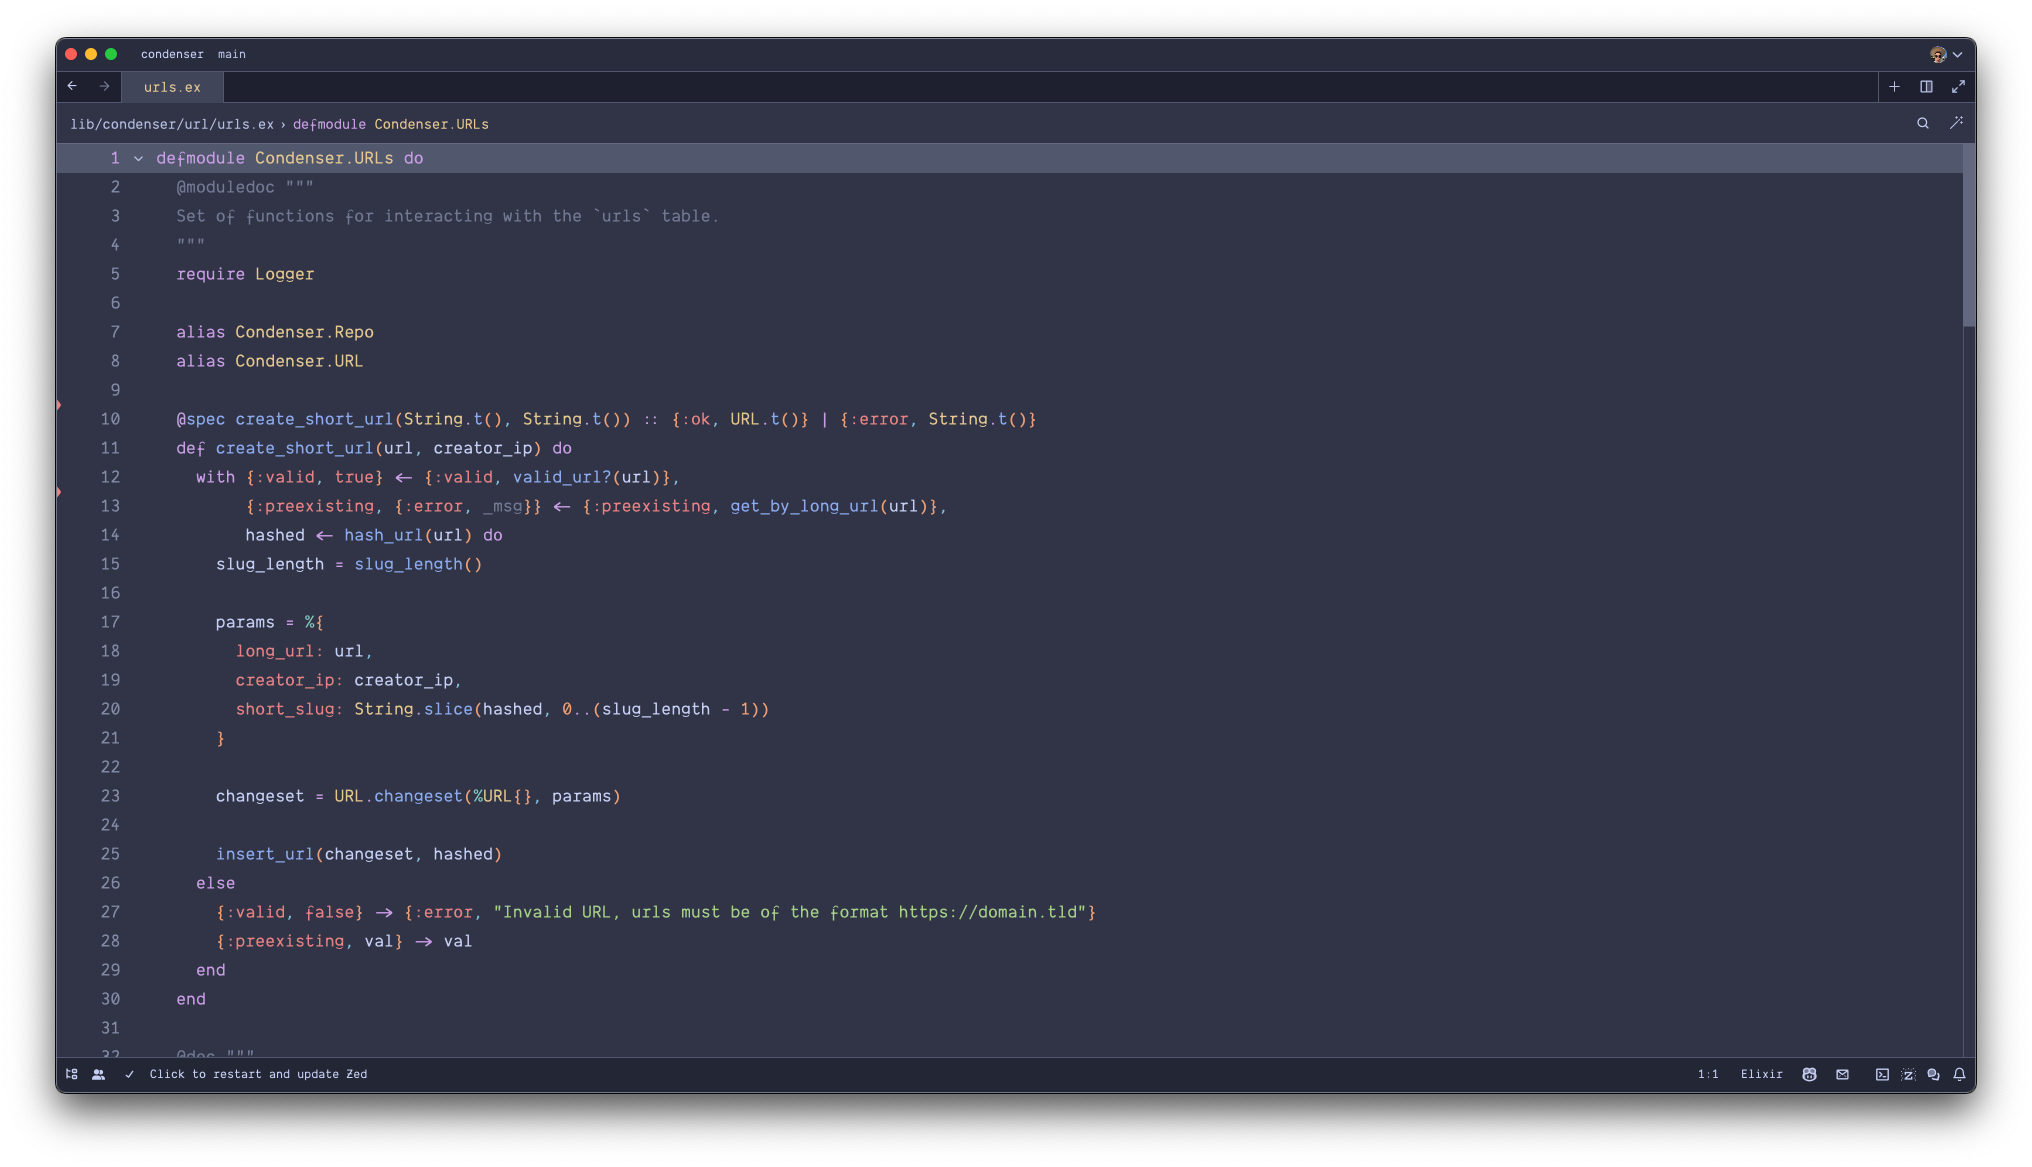 condenser main
urls.ex
lib/condenser/url/urls.ex › defmodule Condenser.URLs
1 defmodule Condenser.URLs do
2   @moduledoc """
3   Set of functions for interacting with the `urls` table.
4   """
5   require Logger
6
7   alias Condenser.Repo
8   alias Condenser.URL
9
10   @spec create_short_url(String.t(), String.t()) :: {:ok, URL.t()} | {:error, String.t()}
11   def create_short_url(url, creator_ip) do
12     with {:valid, true} <- {:valid, valid_url?(url)},
13          {:preexisting, {:error, _msg}} <- {:preexisting, get_by_long_url(url)},
14          hashed <- hash_url(url) do
15       slug_length = slug_length()
16
17       params = %{
18         long_url: url,
19         creator_ip: creator_ip,
20         short_slug: String.slice(hashed, 0..(slug_length - 1))
21       }
22
23       changeset = URL.changeset(%URL{}, params)
24
25       insert_url(changeset, hashed)
26     else
27       {:valid, false} -> {:error, "Invalid URL, urls must be of the format https://domain.tld"}
28       {:preexisting, val} -> val
29     end
30   end
31
32   @doc """
Click to restart and update Zed 1:1 Elixir